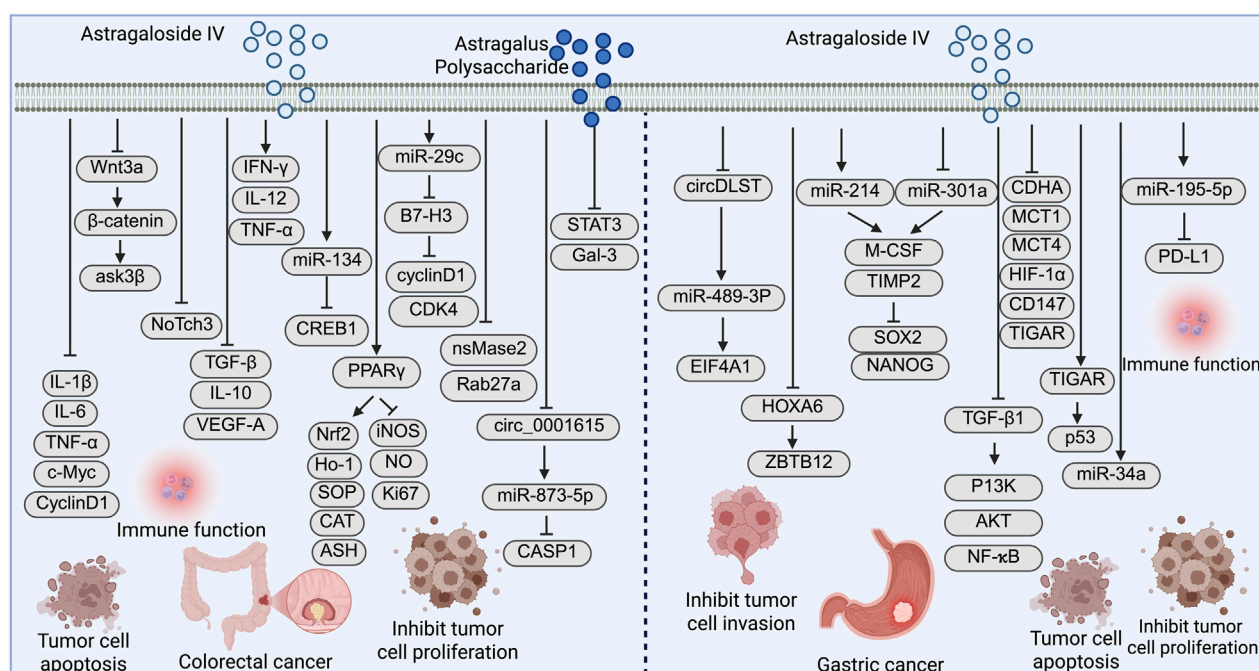 Astragaloside IV
Astragalus
Polysaccharide
Astragaloside IV
Wnt3a
β-catenin
ask3β
IL-1β
IL-6
TNF-α
c-Myc
CyclinD1
NoTch3
TGF-β
IL-10
VEGF-A
IFN-γ
IL-12
TNF-α
miR-134
CREB1
PPARγ
Nrf2
Ho-1
SOP
CAT
ASH
iNOS
NO
Ki67
miR-29c
B7-H3
cyclinD1
CDK4
nsMase2
Rab27a
circ_0001615
miR-873-5p
CASP1
STAT3
Gal-3
Immune function
Tumor cell
apoptosis
Colorectal cancer
Inhibit tumor
cell proliferation
circDLST
miR-489-3P
EIF4A1
HOXA6
ZBTB12
miR-214
miR-301a
M-CSF
TIMP2
SOX2
NANOG
CDHA
MCT1
MCT4
HIF-1α
CD147
TIGAR
TGF-β1
P13K
AKT
NF-κB
TIGAR
p53
miR-34a
miR-195-5p
PD-L1
Immune function
Inhibit tumor
cell invasion
Gastric cancer
Tumor cell
apoptosis
Inhibit tumor
cell proliferation